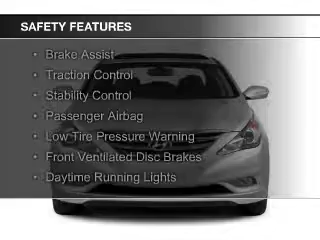 SAFETY FEATURES
• Brake Assist
• Traction Control
• Stability Control
• Passenger Airbag
• Low Tire Pressure Warning
• Front Ventilated Disc Brakes
• Daytime Running Lights